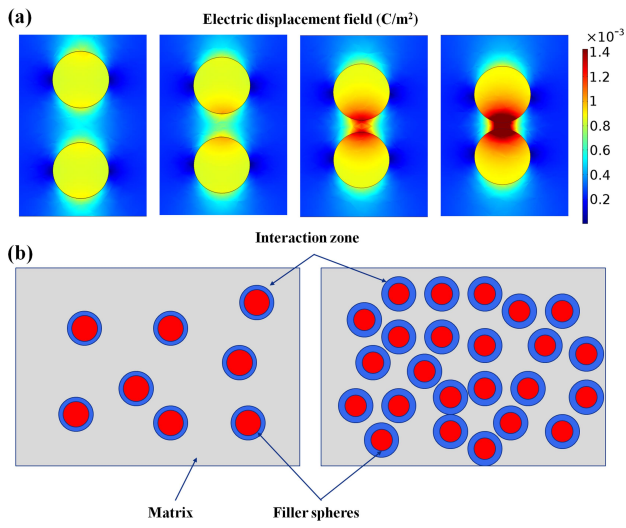 (a)
Electric displacement field (C/m²)
×10⁻³
1.4
1.2
1
0.8
0.6
0.4
0.2
(b)
Interaction zone
Matrix
Filler spheres